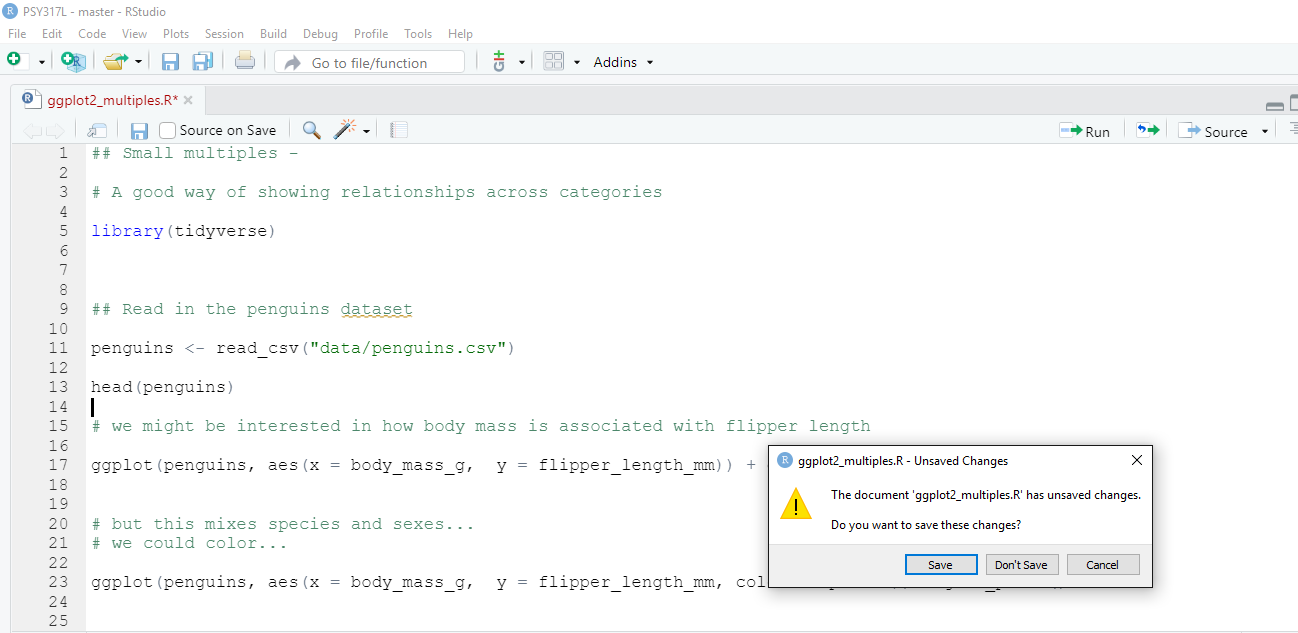 PSY317L - master - RStudio
File Edit Code View Plots Session Build Debug Profile Tools Help
Go to file/function Addins
ggplot2_multiples.R*
Source on Save Run Source
1 ## Small multiples -
2
3 # A good way of showing relationships across categories
4
5 library(tidyverse)
6
7
8
9 ## Read in the penguins dataset
10
11 penguins <- read_csv("data/penguins.csv")
12
13 head(penguins)
14
15 # we might be interested in how body mass is associated with flipper length
16
17 ggplot(penguins, aes(x = body_mass_g,  y = flipper_length_mm)) +
18
19
20 # but this mixes species and sexes...
21 # we could color...
22
23 ggplot(penguins, aes(x = body_mass_g,  y = flipper_length_mm, col
24
25
ggplot2_multiples.R - Unsaved Changes
The document 'ggplot2_multiples.R' has unsaved changes.
Do you want to save these changes?
Save Don't Save Cancel